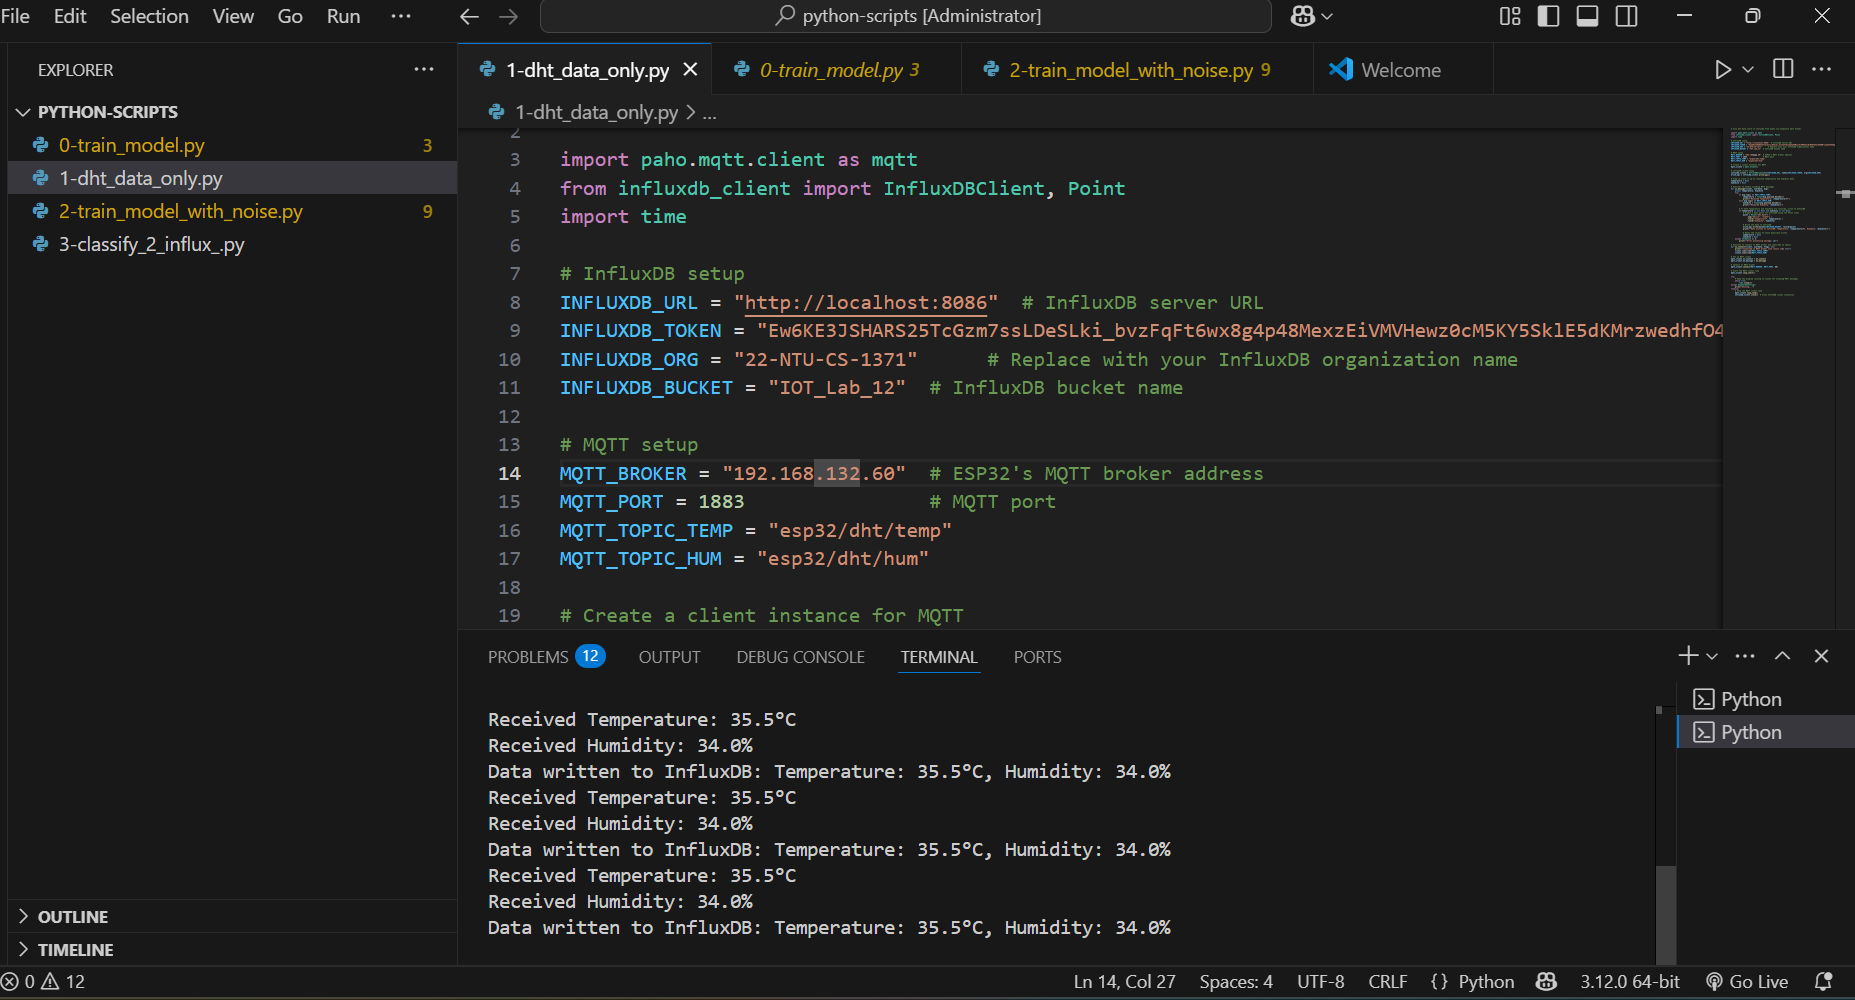 File Edit Selection View Go Run ··· python-scripts [Administrator]
EXPLORER ···
PYTHON-SCRIPTS
0-train_model.py 3
1-dht_data_only.py
2-train_model_with_noise.py 9
3-classify_2_influx_.py
OUTLINE
TIMELINE
1-dht_data_only.py 0-train_model.py 3 2-train_model_with_noise.py 9 Welcome
1-dht_data_only.py > ...
2
3 import paho.mqtt.client as mqtt
4 from influxdb_client import InfluxDBClient, Point
5 import time
6
7 # InfluxDB setup
8 INFLUXDB_URL = "http://localhost:8086" # InfluxDB server URL
9 INFLUXDB_TOKEN = "Ew6KE3JSHARS25TcGzm7ssLDeSLki_bvzFqFt6wx8g4p48MexzEiVMVHewz0cM5KY5SklE5dKMrzwedhfO4
10 INFLUXDB_ORG = "22-NTU-CS-1371" # Replace with your InfluxDB organization name
11 INFLUXDB_BUCKET = "IOT_Lab_12" # InfluxDB bucket name
12
13 # MQTT setup
14 MQTT_BROKER = "192.168.132.60" # ESP32's MQTT broker address
15 MQTT_PORT = 1883 # MQTT port
16 MQTT_TOPIC_TEMP = "esp32/dht/temp"
17 MQTT_TOPIC_HUM = "esp32/dht/hum"
18
19 # Create a client instance for MQTT
PROBLEMS 12 OUTPUT DEBUG CONSOLE TERMINAL PORTS
Received Temperature: 35.5°C
Received Humidity: 34.0%
Data written to InfluxDB: Temperature: 35.5°C, Humidity: 34.0%
Received Temperature: 35.5°C
Received Humidity: 34.0%
Data written to InfluxDB: Temperature: 35.5°C, Humidity: 34.0%
Received Temperature: 35.5°C
Received Humidity: 34.0%
Data written to InfluxDB: Temperature: 35.5°C, Humidity: 34.0%
Python
Python
0 12 Ln 14, Col 27 Spaces: 4 UTF-8 CRLF {} Python 3.12.0 64-bit Go Live